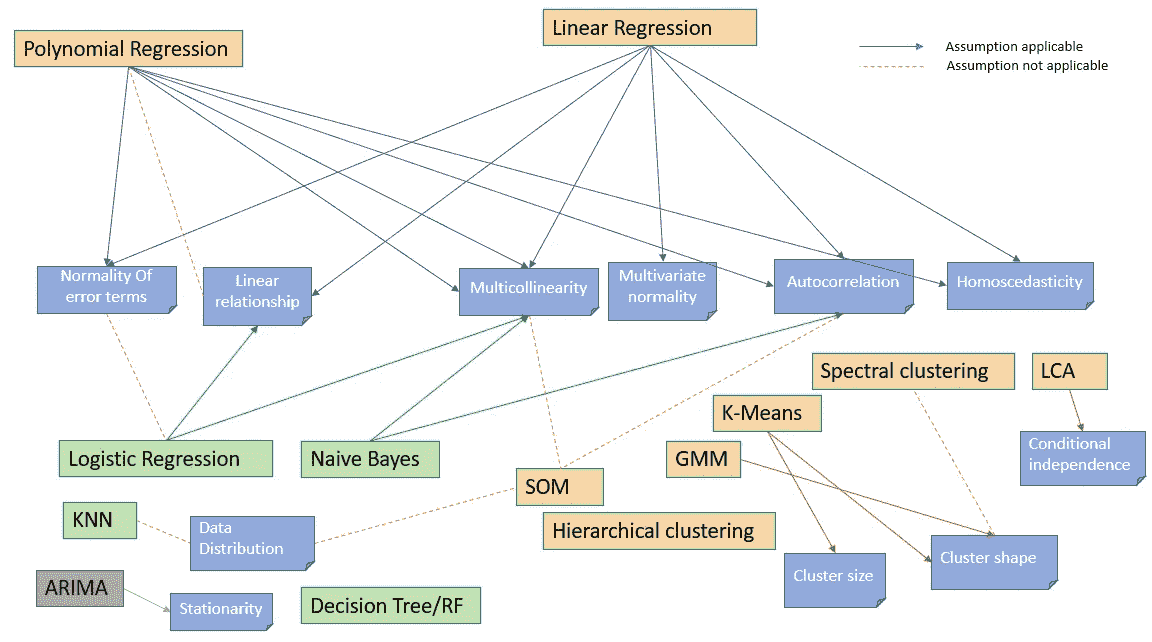 Linear Regression
Polynomial Regression
Assumption applicable
Assumption not applicable
Normality Of
error terms
Linear
relationship
Multicollinearity
Multivariate
normality
Autocorrelation
Homoscedasticity
Spectral clustering
LCA
K-Means
Conditional
independence
Logistic Regression
Naive Bayes
GMM
SOM
KNN
Data
Distribution
Hierarchical clustering
Cluster size
Cluster shape
ARIMA
Stationarity
Decision Tree/RF